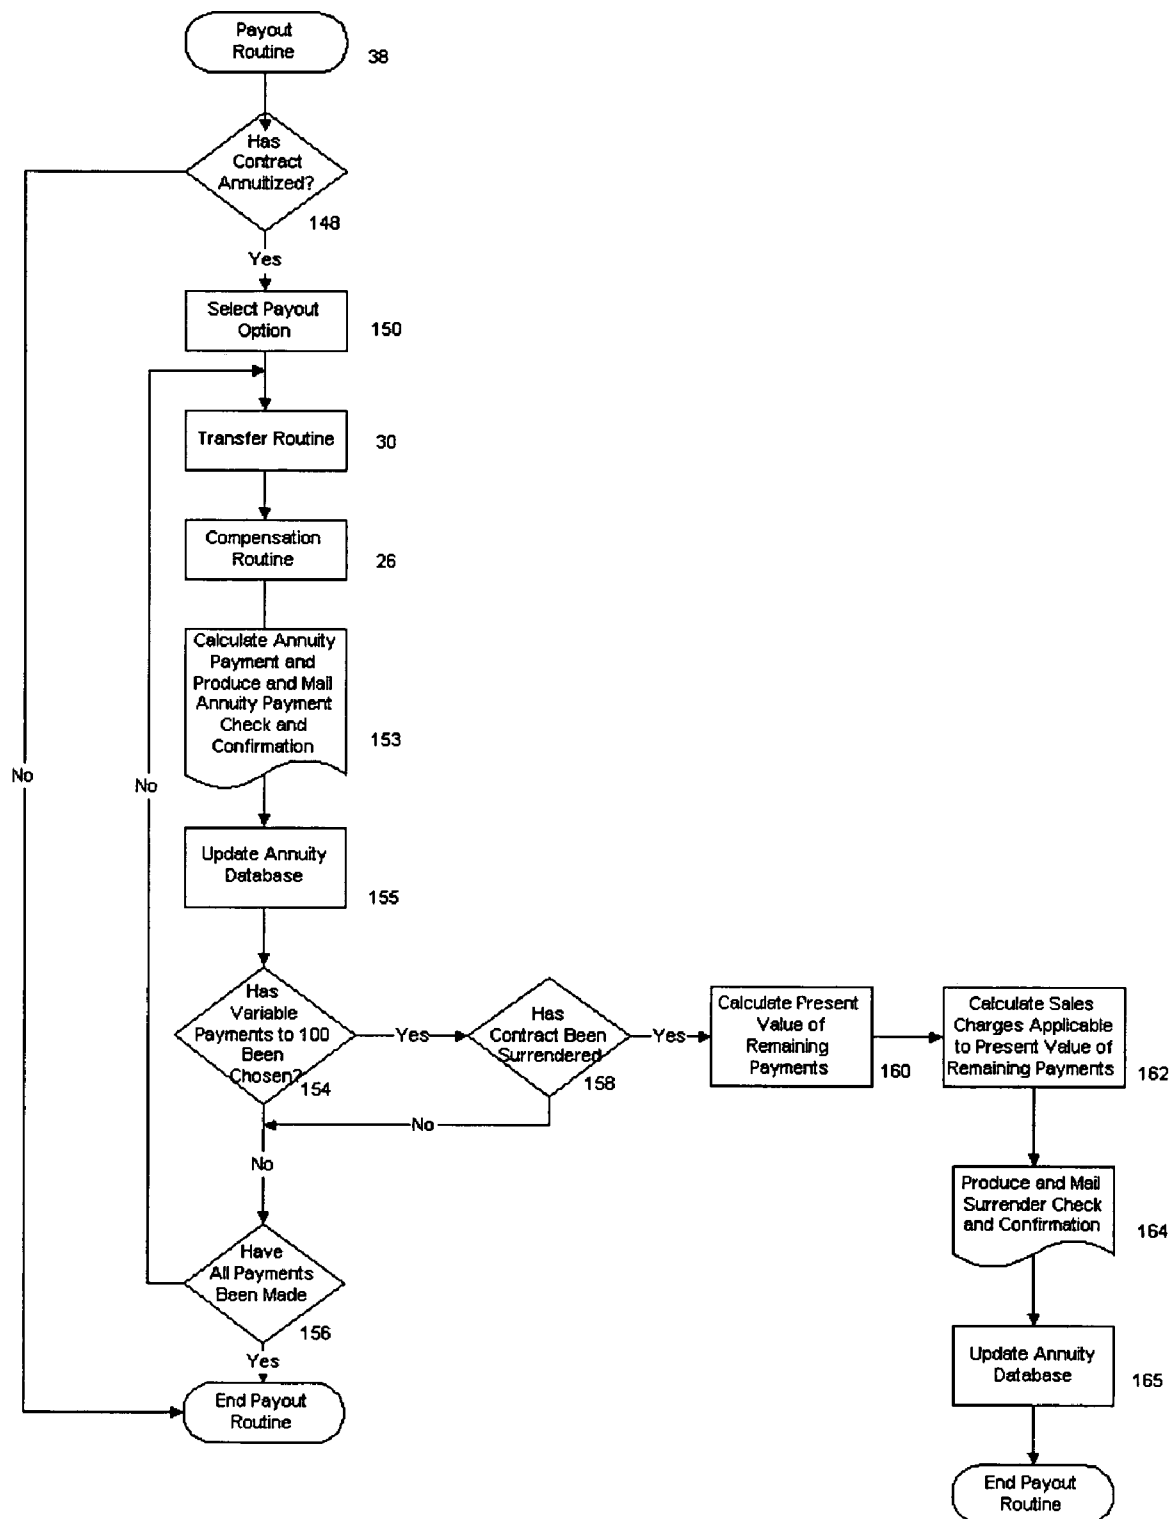 Payout
Routine
38
Has
Contract
Annuitized?
148
Yes
Select Payout
Option
150
Transfer Routine
30
Compensation
Routine
26
Calculate Annuity
Payment and
Produce and Mail
Annuity Payment
Check and
Confirmation
153
No
No
Update Annuity
Database
155
Has
Variable
Payments to 100
Been
Chosen?
154
Yes
Has
Contract Been
Surrendered
158
Yes
Calculate Present
Value of
Remaining
Payments
160
Calculate Sales
Charges Applicable
to Present Value of
Remaining Payments
162
No
No
Have
All Payments
Been Made
156
Yes
End Payout
Routine
Produce and Mail
Surrender Check
and Confirmation
164
Update Annuity
Database
165
End Payout
Routine